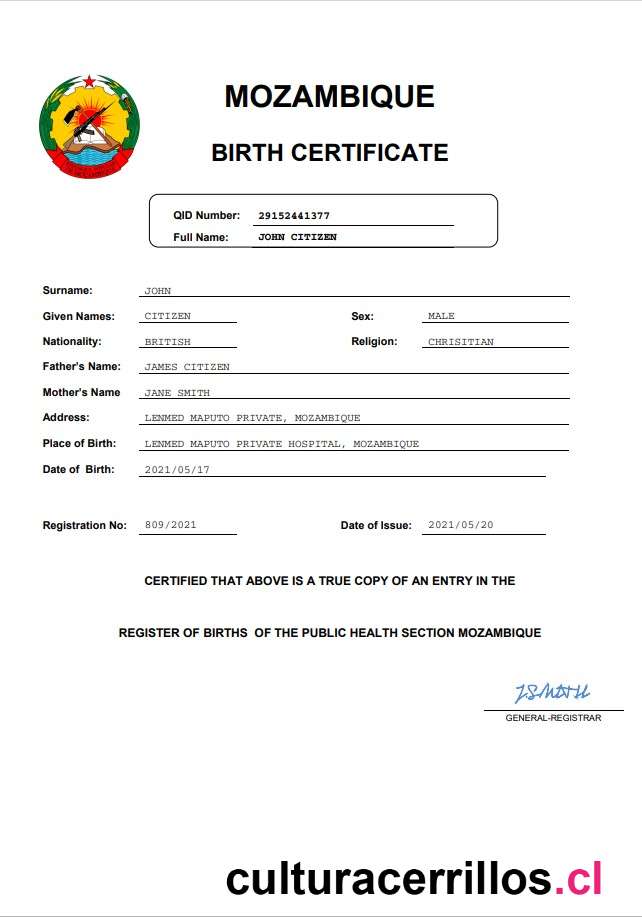 MOZAMBIQUE
BIRTH CERTIFICATE
QID Number: 29152441377
Full Name: JOHN CITIZEN
Surname: JOHN
Given Names: CITIZEN Sex: MALE
Nationality: BRITISH Religion: CHRISITIAN
Father's Name: JAMES CITIZEN
Mother's Name JANE SMITH
Address: LENMED MAPUTO PRIVATE, MOZAMBIQUE
Place of Birth: LENMED MAPUTO PRIVATE HOSPITAL, MOZAMBIQUE
Date of Birth: 2021/05/17
Registration No: 809/2021 Date of Issue: 2021/05/20
CERTIFIED THAT ABOVE IS A TRUE COPY OF AN ENTRY IN THE
REGISTER OF BIRTHS OF THE PUBLIC HEALTH SECTION MOZAMBIQUE
J.SMITH
GENERAL-REGISTRAR
culturacerrillos.cl